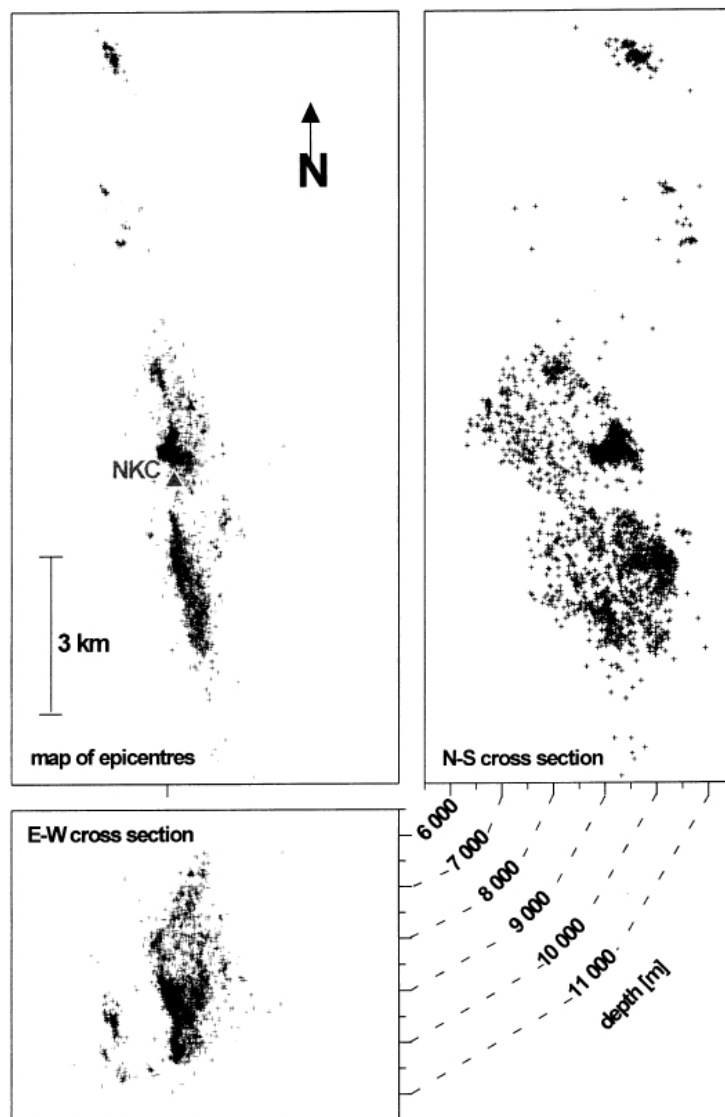 N
NKC
3 km
map of epicentres
N-S cross section
E-W cross section
6 000
7 000
8 000
9 000
10 000
11 000
depth [m]